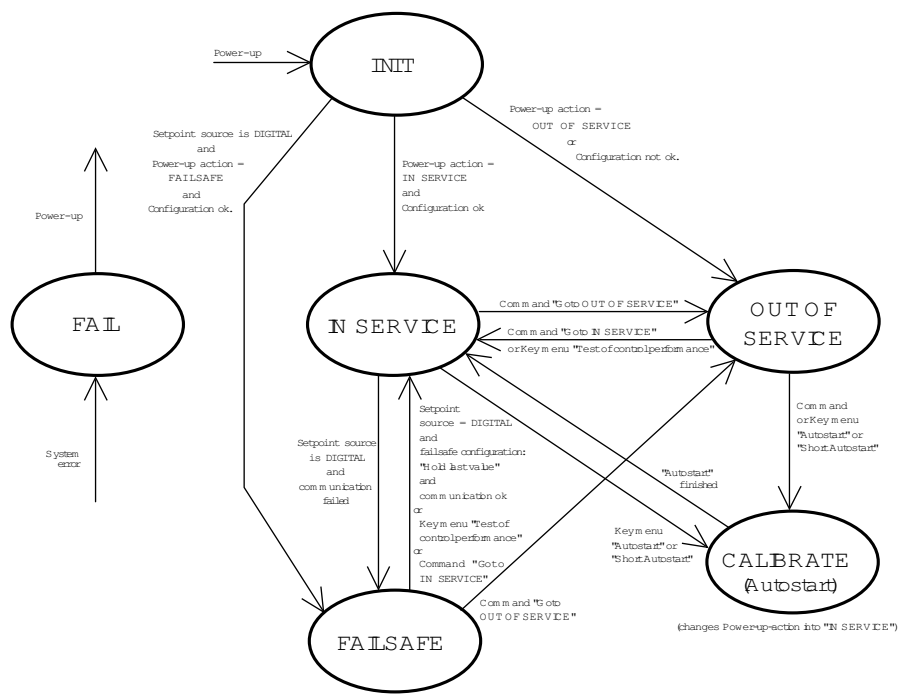 INIT
Power-up
Power-up action =
OUT OF SERVICE
or
Configuration not ok.
Setpoint source is DIGITAL
and
Power-up action =
FAILSAFE
and
Configuration ok.
Power-up action =
IN SERVICE
and
Configuration ok
Power-up
FAIL
System
error
IN SERVICE
OUT OF
SERVICE
Command "Goto OUT OF SERVICE"
Command "Goto IN SERVICE"
or Key menu "Test of control performance"
Setpoint source
is DIGITAL
and
communication
failed
Setpoint
source = DIGITAL
and
failsafe configuration:
"Hold last value"
and
communication ok
or
Key menu "Test of
control performance"
or
Command "Goto
IN SERVICE"
Command
or Key menu
"Autostart" or
"Short Autostart"
"Autostart"
finished
Key menu
"Autostart" or
"Short Autostart"
CALIBRATE
(Autostart)
(changes Power-up-action into "IN SERVICE")
Command "Goto
OUT OF SERVICE"
FAILSAFE